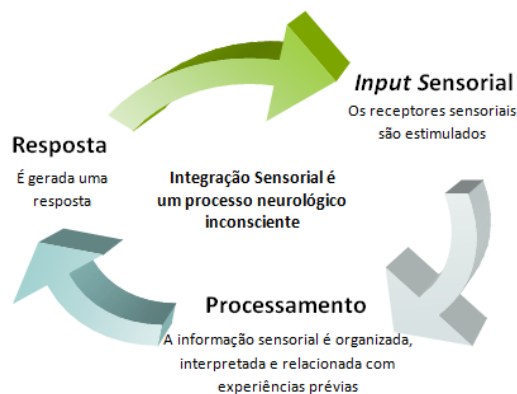 Input Sensorial
Os receptores sensoriais
são estimulados
Resposta
É gerada uma
resposta
Integração Sensorial é
um processo neurológico
inconsciente
Processamento
A informação sensorial é organizada,
interpretada e relacionada com
experiências prévias